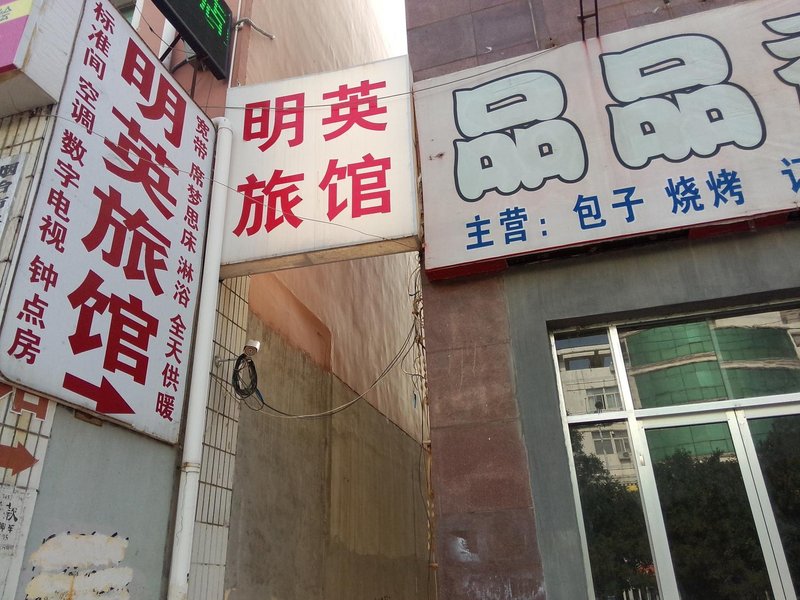 明英旅馆
宽带 席梦思床 淋浴 全天供暖
标准间 空调 数字电视 钟点房
明英
旅馆
品品
主营：包子 烧烤